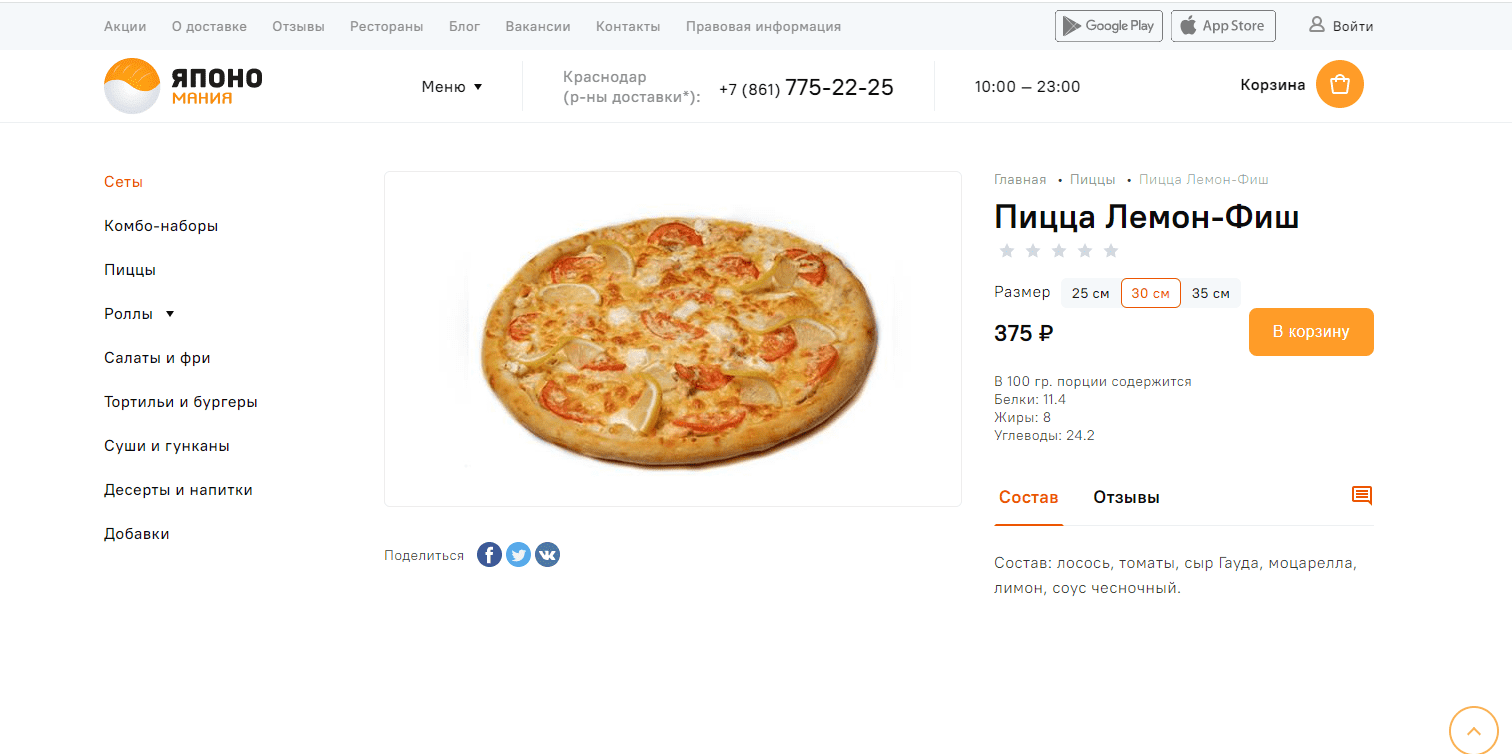 Акции О доставке Отзывы Рестораны Блог Вакансии Контакты Правовая информация Google Play App Store Войти
ЯПОНО
МАНИЯ
Меню ▼
Краснодар
(р-ны доставки*):
+7 (861) 775-22-25
10:00 — 23:00
Корзина
Сеты
Комбо-наборы
Пиццы
Роллы ▼
Салаты и фри
Тортильи и бургеры
Суши и гунканы
Десерты и напитки
Добавки
Поделиться
Главная • Пиццы • Пицца Лемон-Фиш
Пицца Лемон-Фиш
Размер 25 см 30 см 35 см
375 ₽
В корзину
В 100 гр. порции содержится
Белки: 11.4
Жиры: 8
Углеводы: 24.2
Состав Отзывы
Состав: лосось, томаты, сыр Гауда, моцарелла,
лимон, соус чесночный.